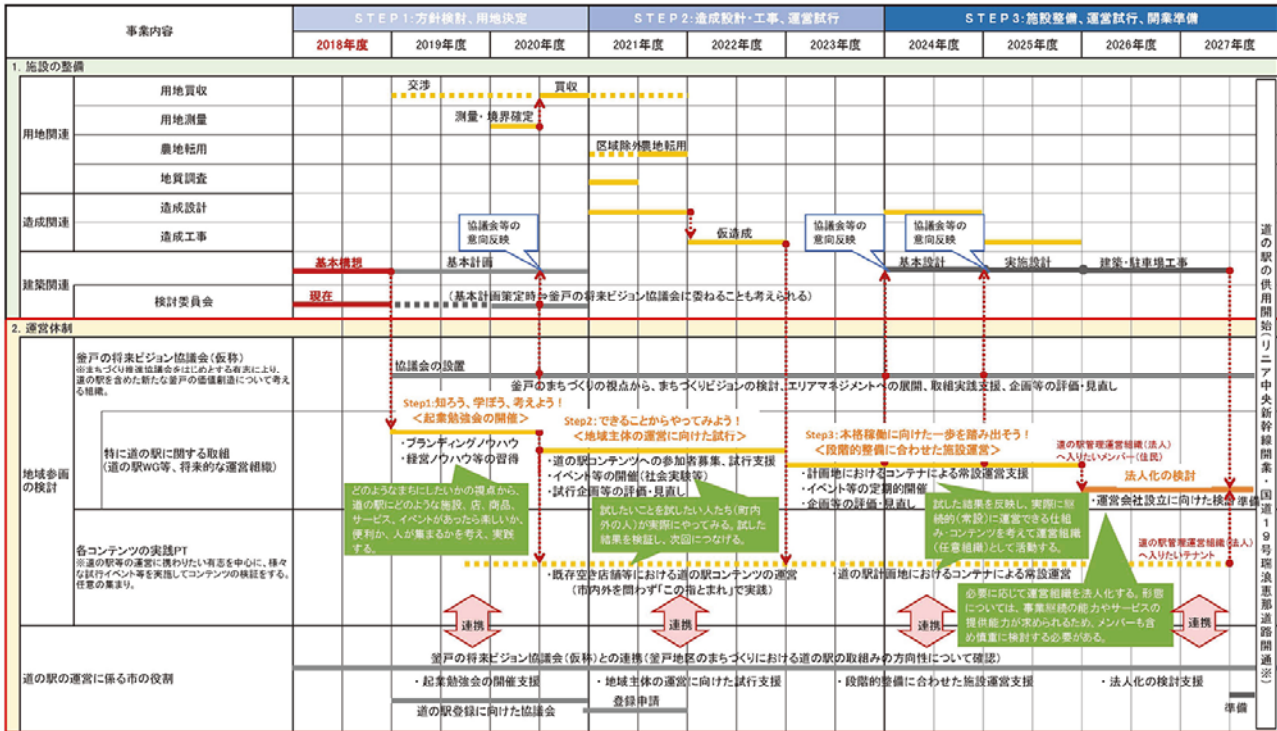 事業内容
STEP1：方針検討、用地決定
STEP2：造成設計・工事、運営試行
STEP3：施設整備、運営試行、開業準備
2018年度
2019年度
2020年度
2021年度
2022年度
2023年度
2024年度
2025年度
2026年度
2027年度
1. 施設の整備
用地関連
用地買収
交渉
買収
用地測量
測量・境界確定
農地転用
区域除外農地転用
地質調査
造成関連
造成設計
造成工事
仮造成
協議会等の
意向反映
協議会等の
意向反映
協議会等の
意向反映
建築関連
基本構想
基本計画
基本設計
実施設計
建築・駐車場工事
検討委員会
現在
(基本計画策定時⇒釜戸の将来ビジョン協議会に委ねることも考えられる)
2. 運営体制
地域参画
の検討
釜戸の将来ビジョン協議会(仮称)
※まちづくり推進協議会をはじめとする有志により、
道の駅を含めた新たな釜戸の価値創造について考え
る組織。
協議会の設置
釜戸のまちづくりの視点から、まちづくりビジョンの検討、エリアマネジメントへの展開、取組実践支援、企画等の評価・見直し
特に道の駅に関する取組
(道の駅WG等、将来的な運営組織)
Step1:知ろう、学ぼう、考えよう！
＜起業勉強会の開催＞
・ブランディングノウハウ
・経営ノウハウ等の習得
Step2:できることからやってみよう！
＜地域主体の運営に向けた試行＞
・道の駅コンテンツへの参加者募集、試行支援
・イベント等の開催(社会実験等)
・試行企画等の評価・見直し
Step3:本格稼働に向けた一歩を踏み出そう！
＜段階的整備に合わせた施設運営＞
・計画地におけるコンテナによる常設運営支援
・イベント等の定期的開催
・企画等の評価・見直し
道の駅管理運営組織(法人)
へ入りたいメンバー(住民)
法人化の検討
・運営会社設立に向けた検討
準備
どのようなまちにしたいかの視点から、
道の駅にどのような施設、店、商品、
サービス、イベントがあったら楽しいか、
便利か、人が集まるかを考え、実践
する。
試したいことを試したい人たち(町内
外の人)が実際にやってみる。試した
結果を検証し、次回につなげる。
試した結果を反映し、実際に継
続的(常設)に運営できる仕組
み・コンテンツを考えて運営組織
(任意組織)として活動する。
道の駅管理運営組織(法人)
へ入りたいテナント
各コンテンツの実践PT
※道の駅等の運営に携わりたい有志を中心に、様々
な試行イベント等を実施してコンテンツの検証をする。
任意の集まり。
・既存空き店舗等における道の駅コンテンツの運営
(市内外を問わず「この指とまれ」で実践)
・道の駅計画地におけるコンテナによる常設運営
必要に応じて運営組織を法人化する。形態
については、事業継続の能力やサービスの
提供能力が求められるため、メンバーも含
め慎重に検討する必要がある。
連携
連携
連携
連携
道の駅の運営に係る市の役割
釜戸の将来ビジョン協議会(仮称)との連携(釜戸地区のまちづくりにおける道の駅の取組みの方向性について確認)
・起業勉強会の開催支援
・地域主体の運営に向けた試行支援
・段階的整備に合わせた施設運営支援
・法人化の検討支援
道の駅登録に向けた協議会
登録申請
準備
道の駅の供用開始(リニア中央新幹線開業・国道19号瑞浪恵那道路開通※)